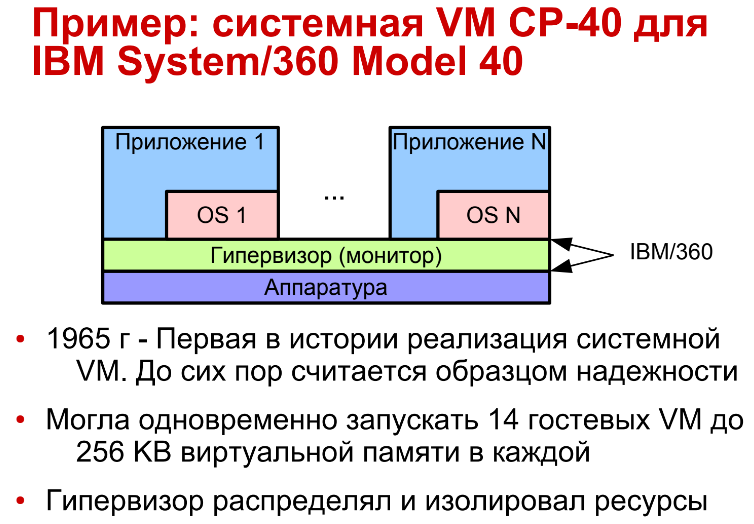 Пример: системная VM CP-40 для
IBM System/360 Model 40
Приложение 1
Приложение N
...
OS 1
OS N
Гипервизор (монитор)
IBM/360
Аппаратура
• 1965 г - Первая в истории реализация системной
VM. До сих пор считается образцом надежности
• Могла одновременно запускать 14 гостевых VM до
256 KB виртуальной памяти в каждой
• Гипервизор распределял и изолировал ресурсы